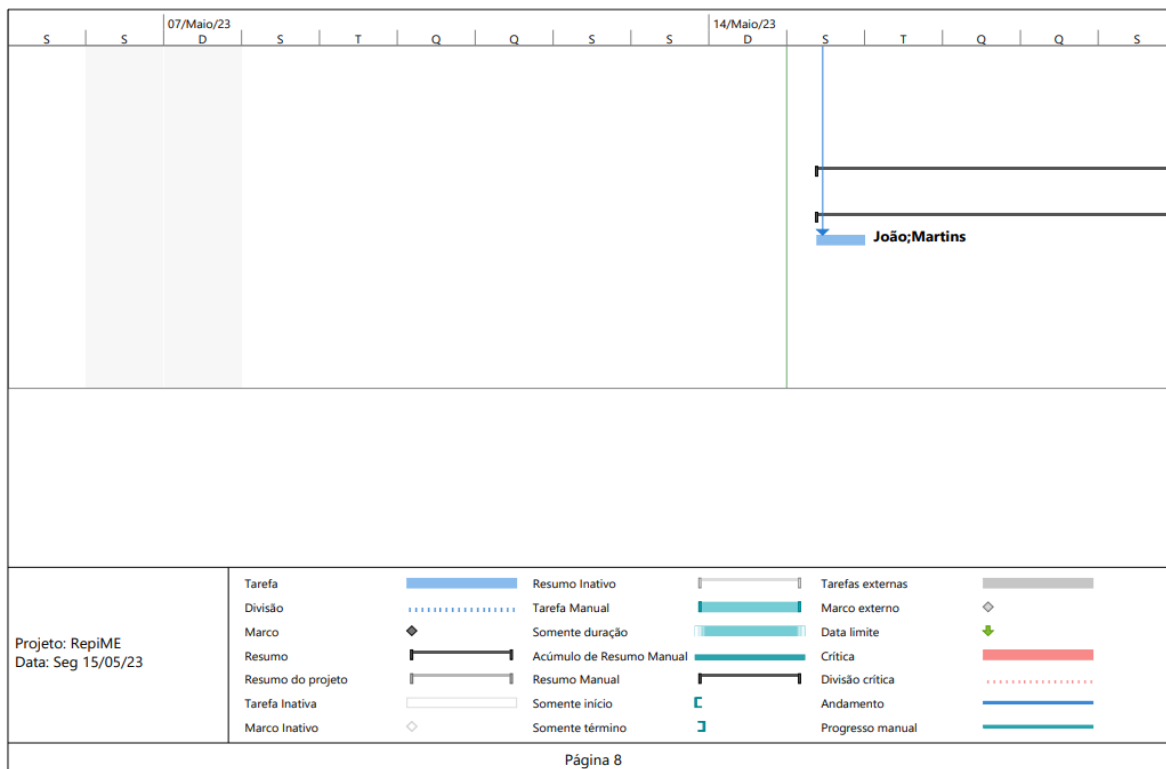 07/Maio/23 14/Maio/23
S S D S T Q Q S S D S T Q Q S
João;Martins
Projeto: RepiME
Data: Seg 15/05/23
Tarefa
Divisão
Marco
Resumo
Resumo do projeto
Tarefa Inativa
Marco Inativo
Resumo Inativo
Tarefa Manual
Somente duração
Acúmulo de Resumo Manual
Resumo Manual
Somente início
Somente término
Tarefas externas
Marco externo
Data limite
Crítica
Divisão crítica
Andamento
Progresso manual
Página 8